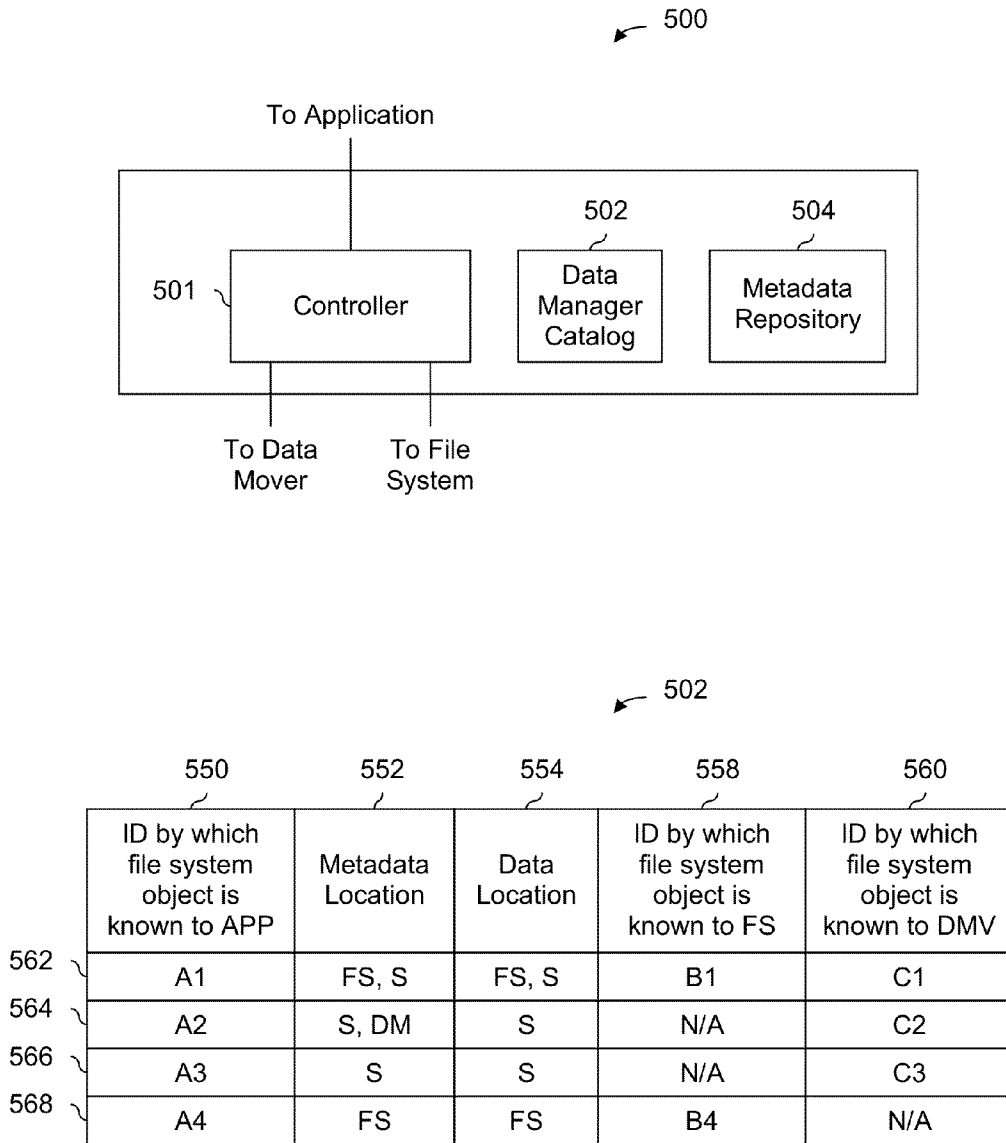 500
To Application
502
504
501
Controller
Data
Manager
Catalog
Metadata
Repository
To Data
Mover
To File
System
502
550
552
554
558
560
ID by which
file system
object is
known to APP
Metadata
Location
Data
Location
ID by which
file system
object is
known to FS
ID by which
file system
object is
known to DMV
562 A1 FS, S FS, S B1 C1
564 A2 S, DM S N/A C2
566 A3 S S N/A C3
568 A4 FS FS B4 N/A